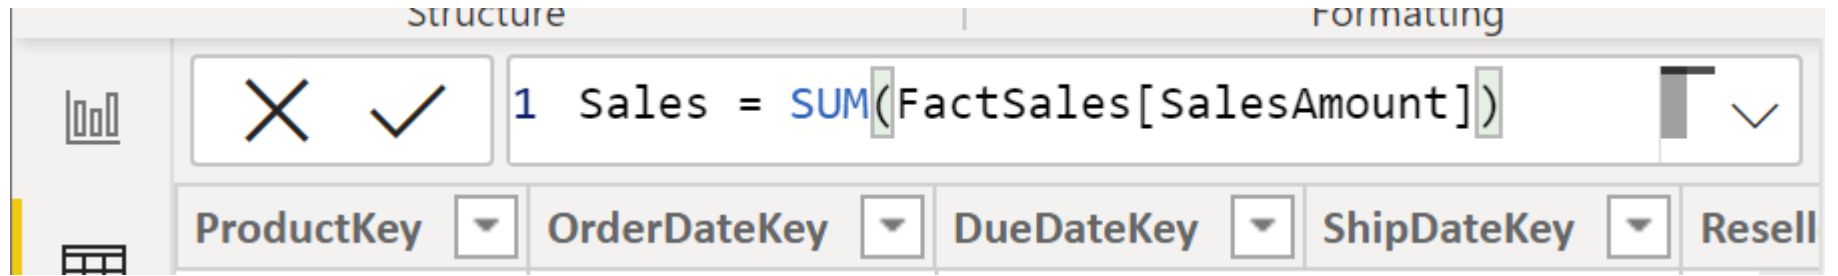 Structure Formatting
1 Sales = SUM(FactSales[SalesAmount])
ProductKey OrderDateKey DueDateKey ShipDateKey Resell